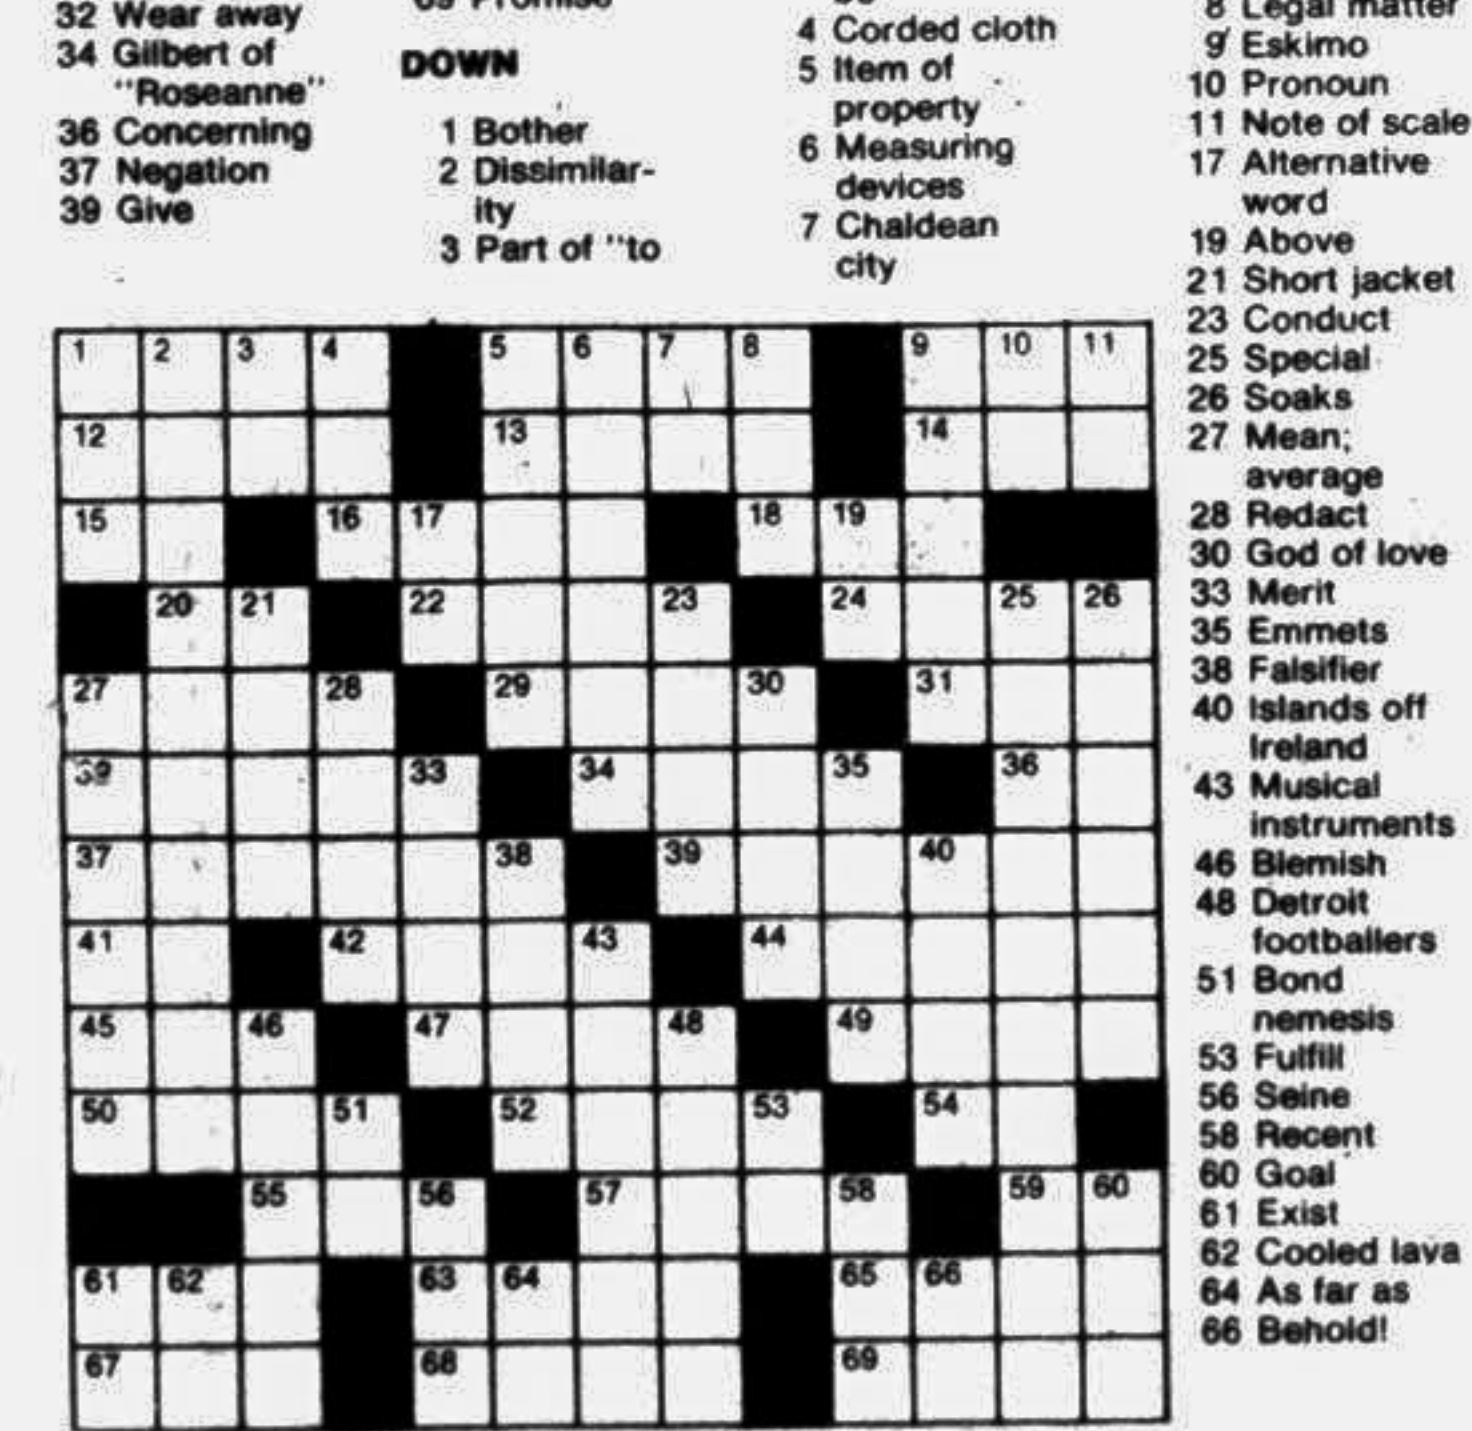 32 Wear away
34 Gilbert of
"Roseanne"
36 Concerning
37 Negation
39 Give
69 Promise
DOWN
1 Bother
2 Dissimilar-
ity
3 Part of "to
4 Corded cloth
5 Item of
property
6 Measuring
devices
7 Chaldean
city
8 Legal matter
9 Eskimo
10 Pronoun
11 Note of scale
17 Alternative
word
19 Above
21 Short jacket
23 Conduct
25 Special
26 Soaks
27 Mean;
average
28 Redact
30 God of love
33 Merit
35 Emmets
38 Falsifier
40 Islands off
Ireland
43 Musical
instruments
46 Blemish
48 Detroit
footballers
51 Bond
nemesis
53 Fulfill
56 Seine
58 Recent
60 Goal
61 Exist
62 Cooled lava
64 As far as
66 Behold!
1 2 3 4 5 6 7 8 9 10 11
12 13 14
15 16 17 18 19
20 21 22 23 24 25 26
27 28 29 30 31
33 34 35 36
37 38 39 40
41 42 43 44
45 46 47 48 49
50 51 52 53 54
55 56 57 58 59 60
61 62 63 64 65 66
67 68 69